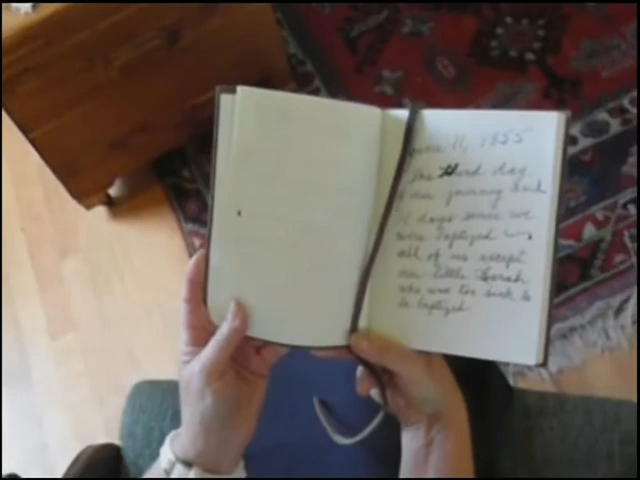 June 11, 1855
the third day
of our journey and
days since we
were baptized
all of us except
our little Sarah
who was too sick to
be baptized